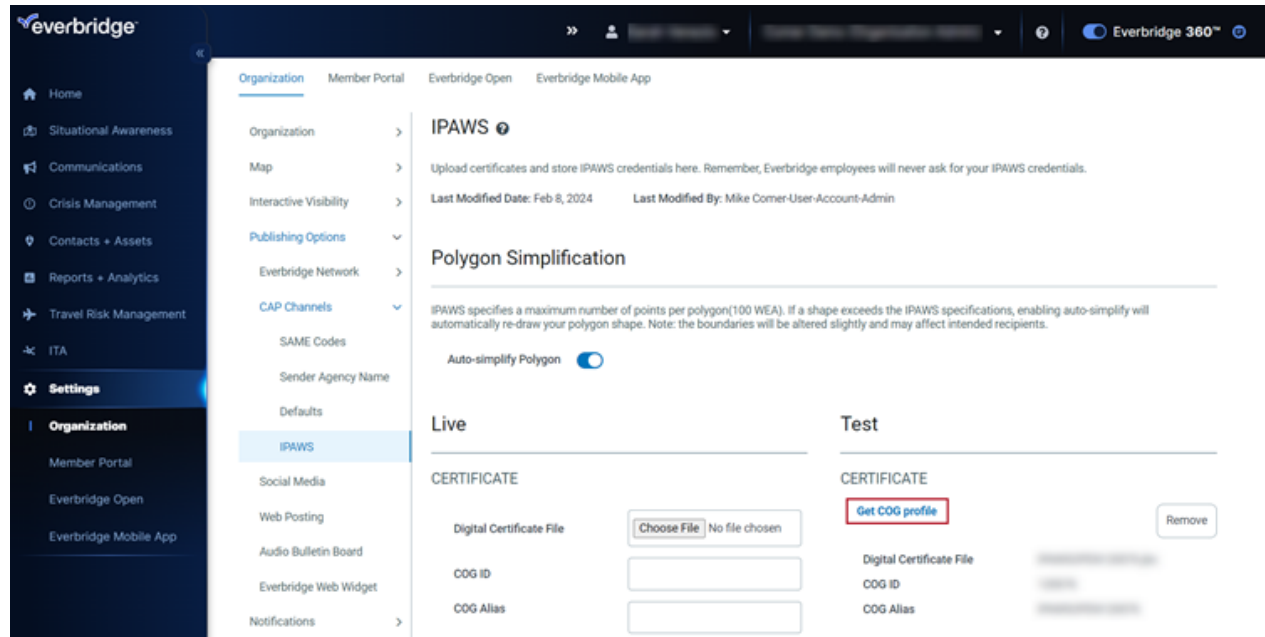 everbridge
Everbridge 360™
Home
Situational Awareness
Communications
Crisis Management
Contacts + Assets
Reports + Analytics
Travel Risk Management
ITA
Settings
Organization
Member Portal
Everbridge Open
Everbridge Mobile App
Organization Member Portal Everbridge Open Everbridge Mobile App
Organization
Map
Interactive Visibility
Publishing Options
Everbridge Network
CAP Channels
SAME Codes
Sender Agency Name
Defaults
IPAWS
Social Media
Web Posting
Audio Bulletin Board
Everbridge Web Widget
Notifications
IPAWS
Upload certificates and store IPAWS credentials here. Remember, Everbridge employees will never ask for your IPAWS credentials.
Last Modified Date: Feb 8, 2024 Last Modified By: Mike Comer-User-Account-Admin
Polygon Simplification
IPAWS specifies a maximum number of points per polygon(100 WEA). If a shape exceeds the IPAWS specifications, enabling auto-simplify will
automatically re-draw your polygon shape. Note: the boundaries will be altered slightly and may affect intended recipients.
Auto-simplify Polygon
Live
CERTIFICATE
Digital Certificate File Choose File No file chosen
COG ID
COG Alias
Test
CERTIFICATE
Get COG profile
Remove
Digital Certificate File
COG ID
COG Alias